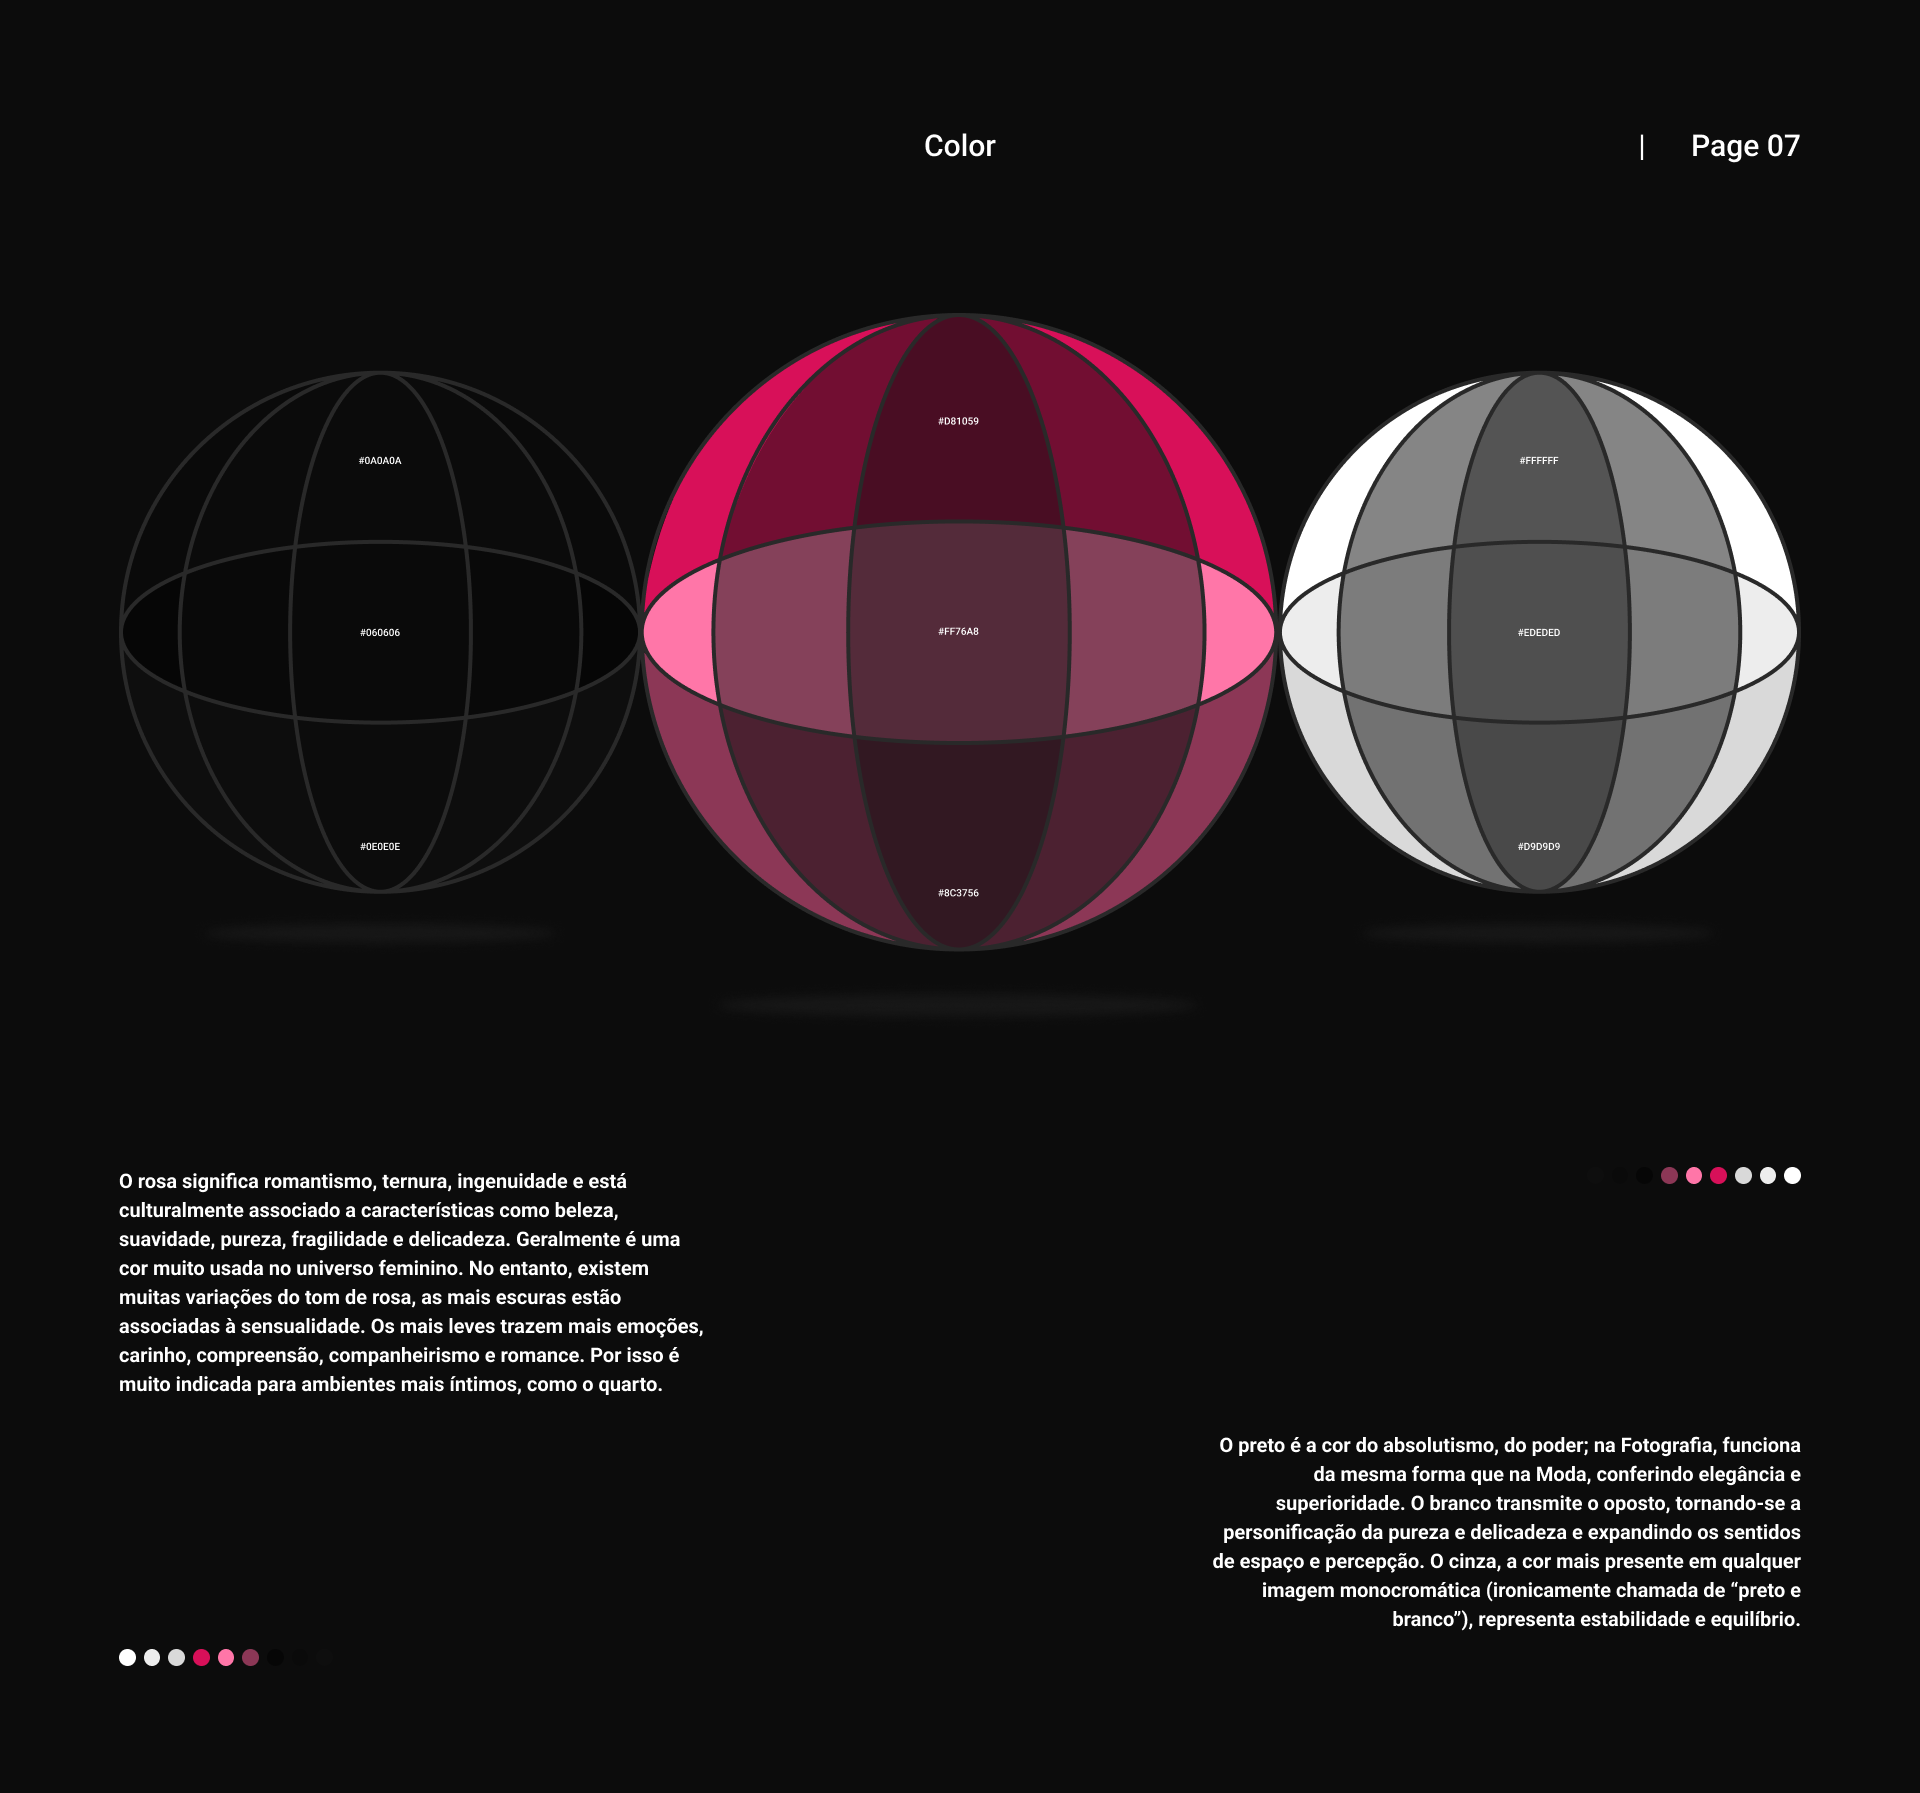 Color
| Page 07
#0A0A0A
#060606
#0E0E0E
#D81059
#FF76A8
#8C3756
#FFFFFF
#EDEDED
#D9D9D9
O rosa significa romantismo, ternura, ingenuidade e está
culturalmente associado a características como beleza,
suavidade, pureza, fragilidade e delicadeza. Geralmente é uma
cor muito usada no universo feminino. No entanto, existem
muitas variações do tom de rosa, as mais escuras estão
associadas à sensualidade. Os mais leves trazem mais emoções,
carinho, compreensão, companheirismo e romance. Por isso é
muito indicada para ambientes mais íntimos, como o quarto.
O preto é a cor do absolutismo, do poder; na Fotografia, funciona
da mesma forma que na Moda, conferindo elegância e
superioridade. O branco transmite o oposto, tornando-se a
personificação da pureza e delicadeza e expandindo os sentidos
de espaço e percepção. O cinza, a cor mais presente em qualquer
imagem monocromática (ironicamente chamada de “preto e
branco”), representa estabilidade e equilíbrio.